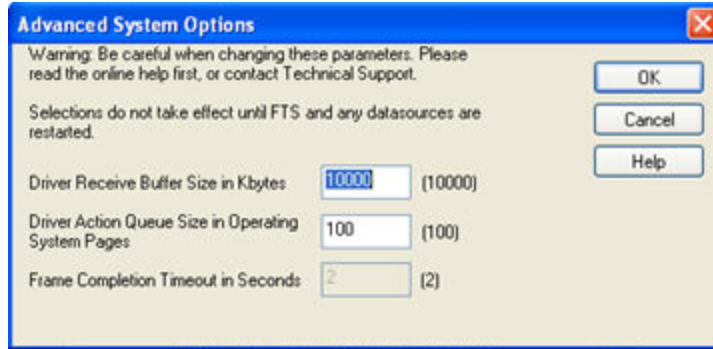 Advanced System Options
Warning: Be careful when changing these parameters. Please
read the online help first, or contact Technical Support.
OK
Selections do not take effect until FTS and any datasources are
restarted.
Cancel
Help
Driver Receive Buffer Size in Kbytes 10000 (10000)
Driver Action Queue Size in Operating
System Pages 100 (100)
Frame Completion Timeout in Seconds 2 (2)